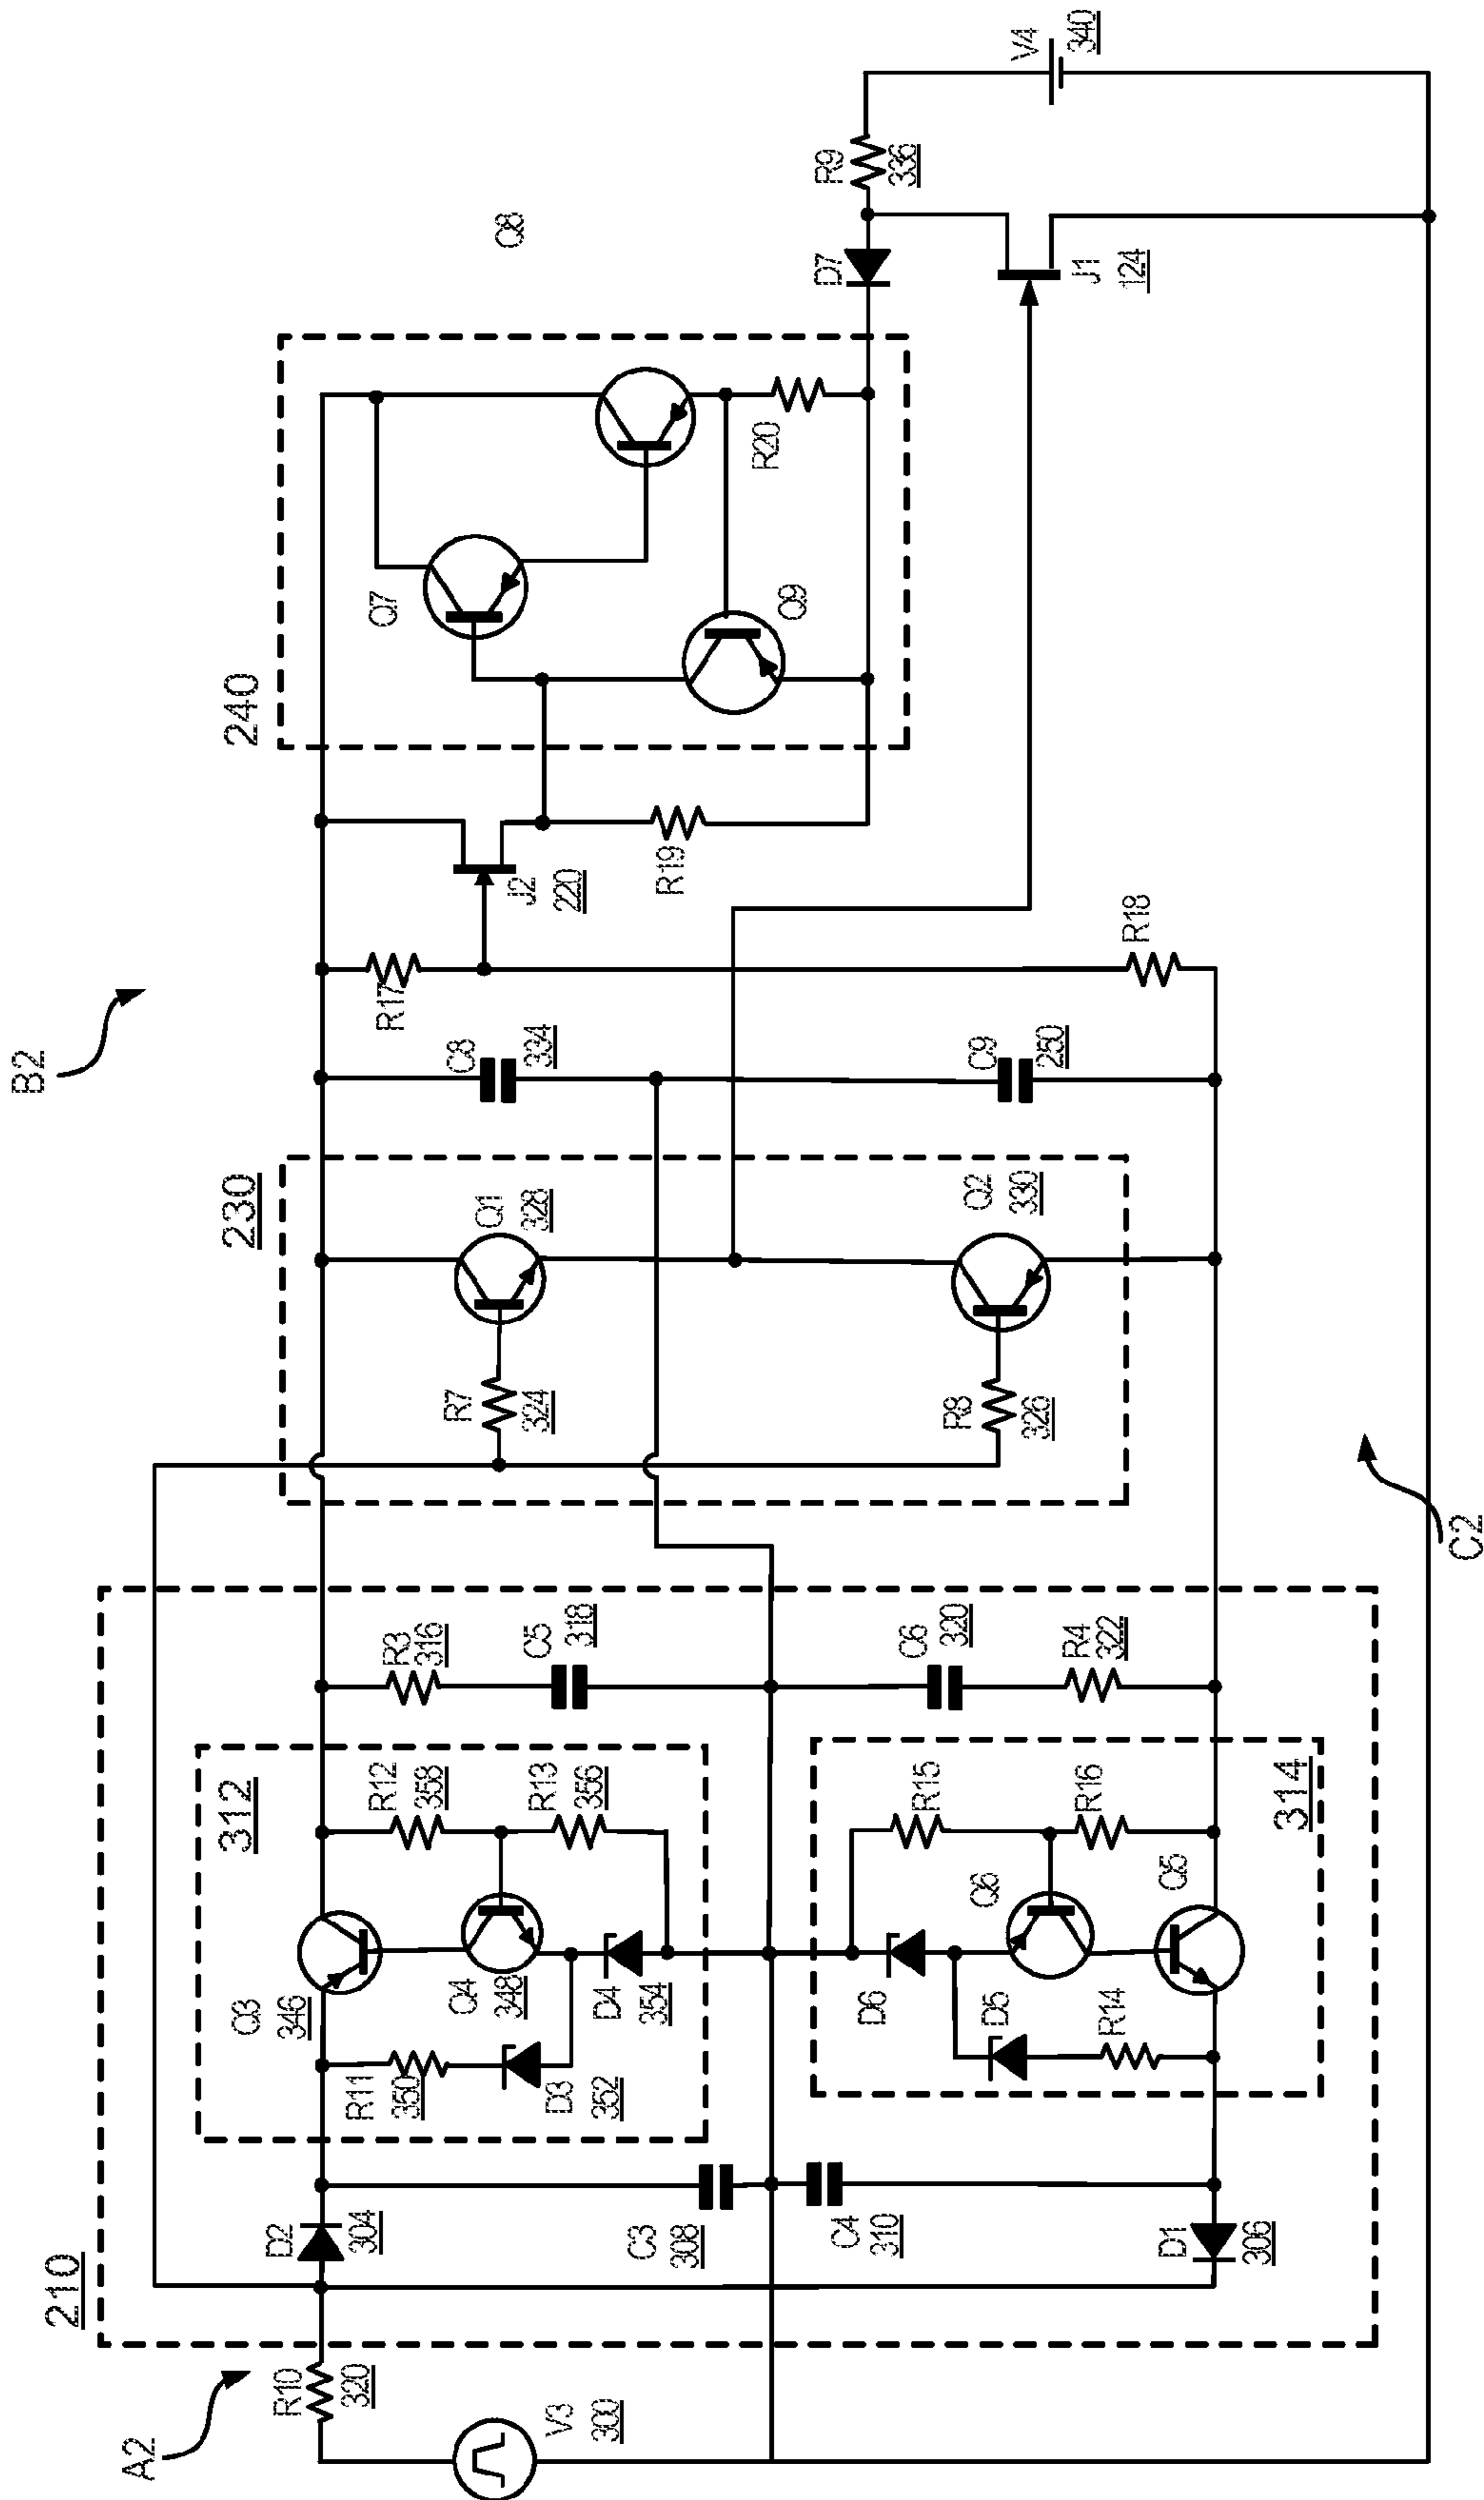 B2
C8
V4
340
R9
336
D7
J1
124
240
Q7
Q9
R20
J2
220
R19
R17
R18
C8
334
C9
250
230
Q1
328
Q2
330
R7
324
R8
326
C2
210
R3
316
C5
318
C6
320
R4
322
312
R12
358
R13
356
R15
R16
314
Q3
346
Q4
348
D4
354
D6
Q6
Q5
R11
350
D3
352
D5
R14
D2
304
C3
308
C4
310
D1
306
A2
R10
320
V3
300